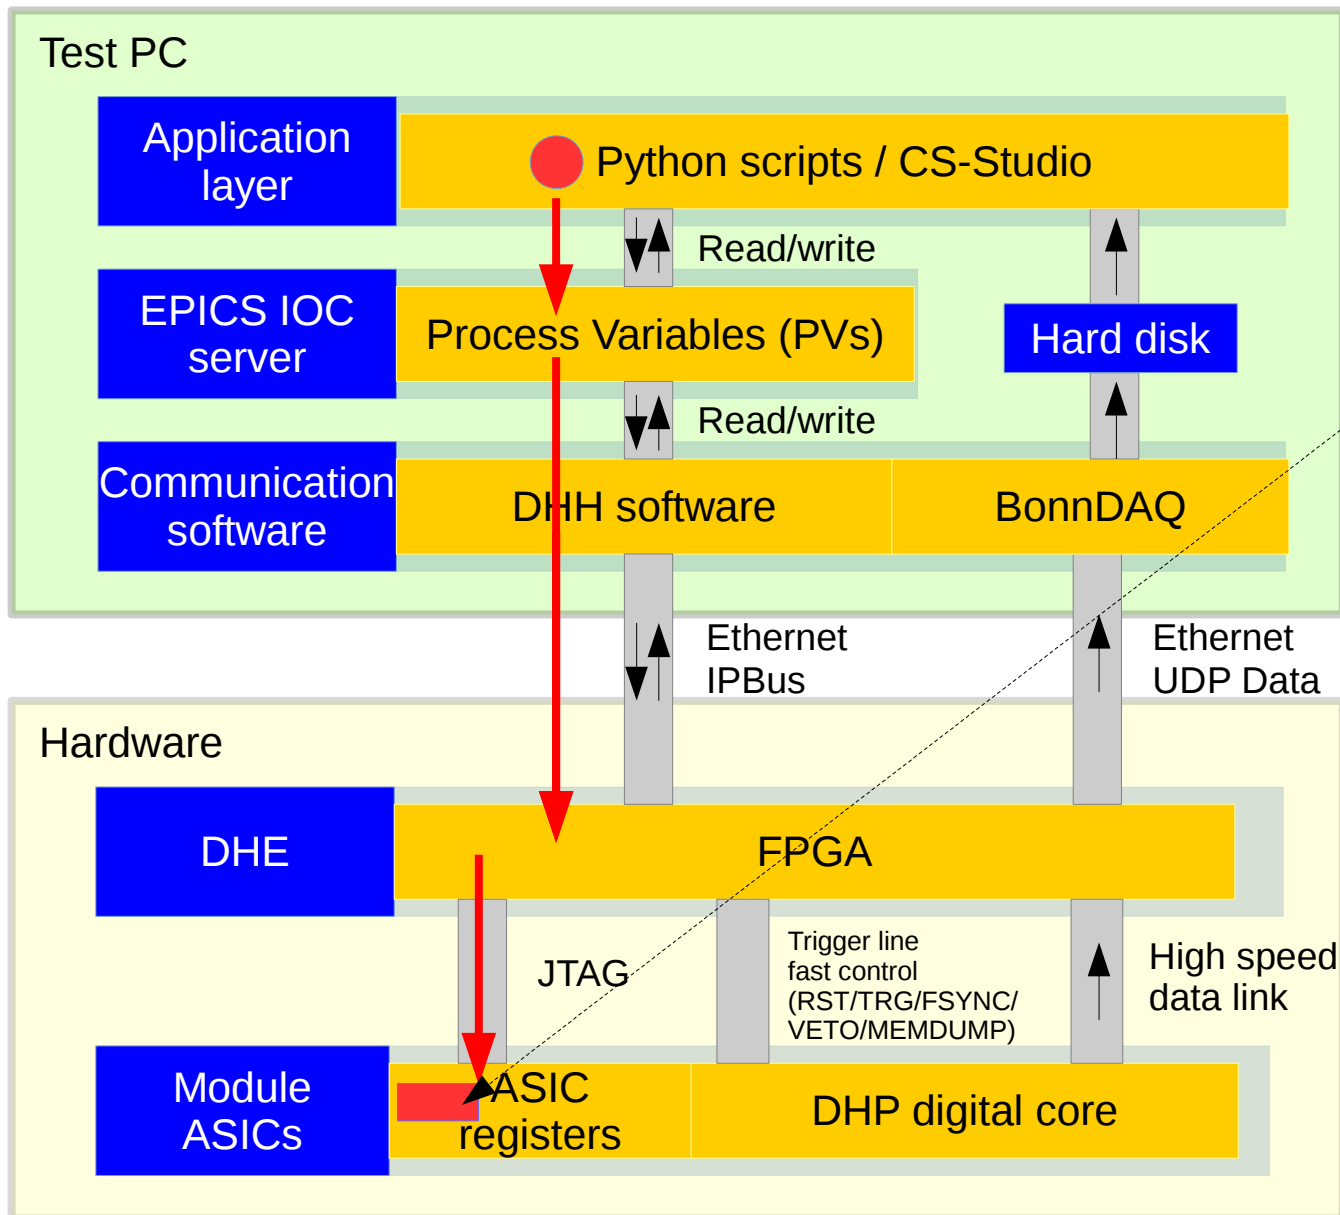 Test PC
Application
layer
Python scripts / CS-Studio
Read/write
EPICS IOC
server
Process Variables (PVs)
Hard disk
Read/write
Communication
software
DHH software
BonnDAQ
Ethernet
IPBus
Ethernet
UDP Data
Hardware
DHE
FPGA
JTAG
Trigger line
fast control
(RST/TRG/FSYNC/
VETO/MEMDUMP)
High speed
data link
Module
ASICs
ASIC
registers
DHP digital core